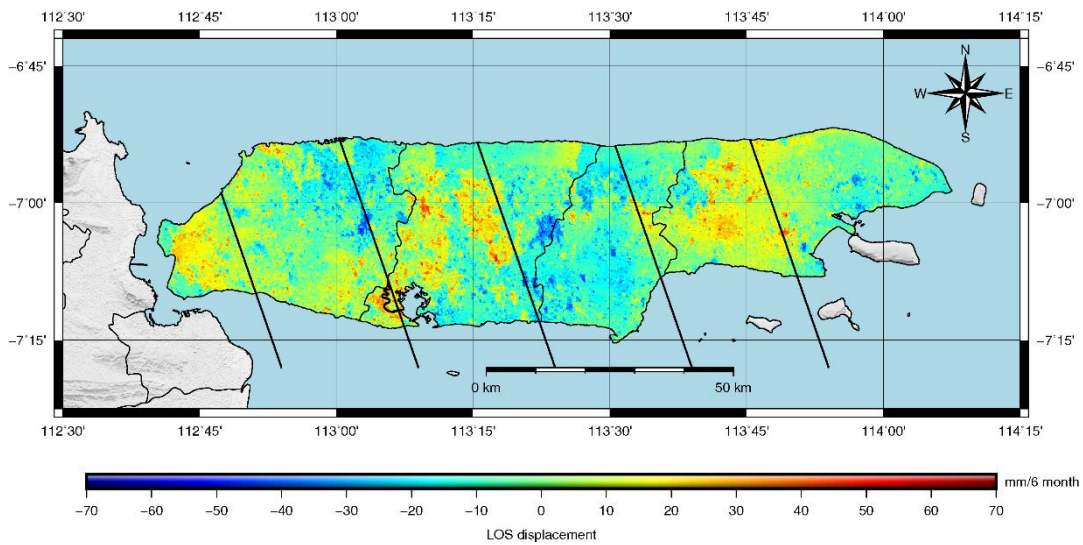 112˚30' 112˚45' 113˚00' 113˚15' 113˚30' 113˚45' 114˚00' 114˚15'
−6˚45' −6˚45'
N
W E
S
−7˚00' −7˚00'
−7˚15' −7˚15'
0 km 50 km
112˚30' 112˚45' 113˚00' 113˚15' 113˚30' 113˚45' 114˚00' 114˚15'
mm/6 month
−70 −60 −50 −40 −30 −20 −10 0 10 20 30 40 50 60 70
LOS displacement